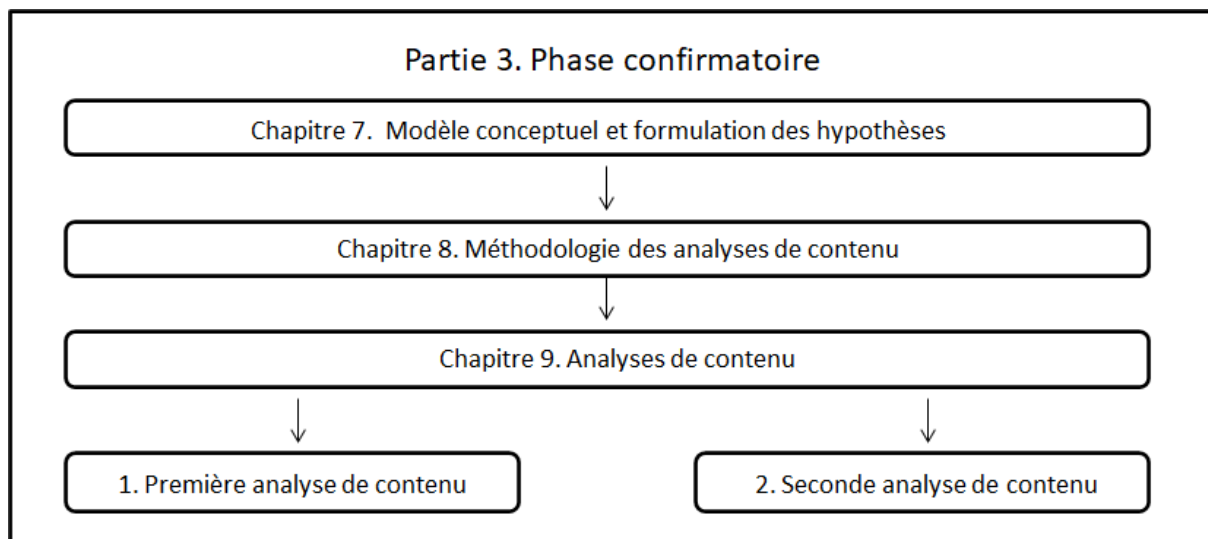 Partie 3. Phase confirmatoire
Chapitre 7. Modèle conceptuel et formulation des hypothèses
Chapitre 8. Méthodologie des analyses de contenu
Chapitre 9. Analyses de contenu
1. Première analyse de contenu
2. Seconde analyse de contenu